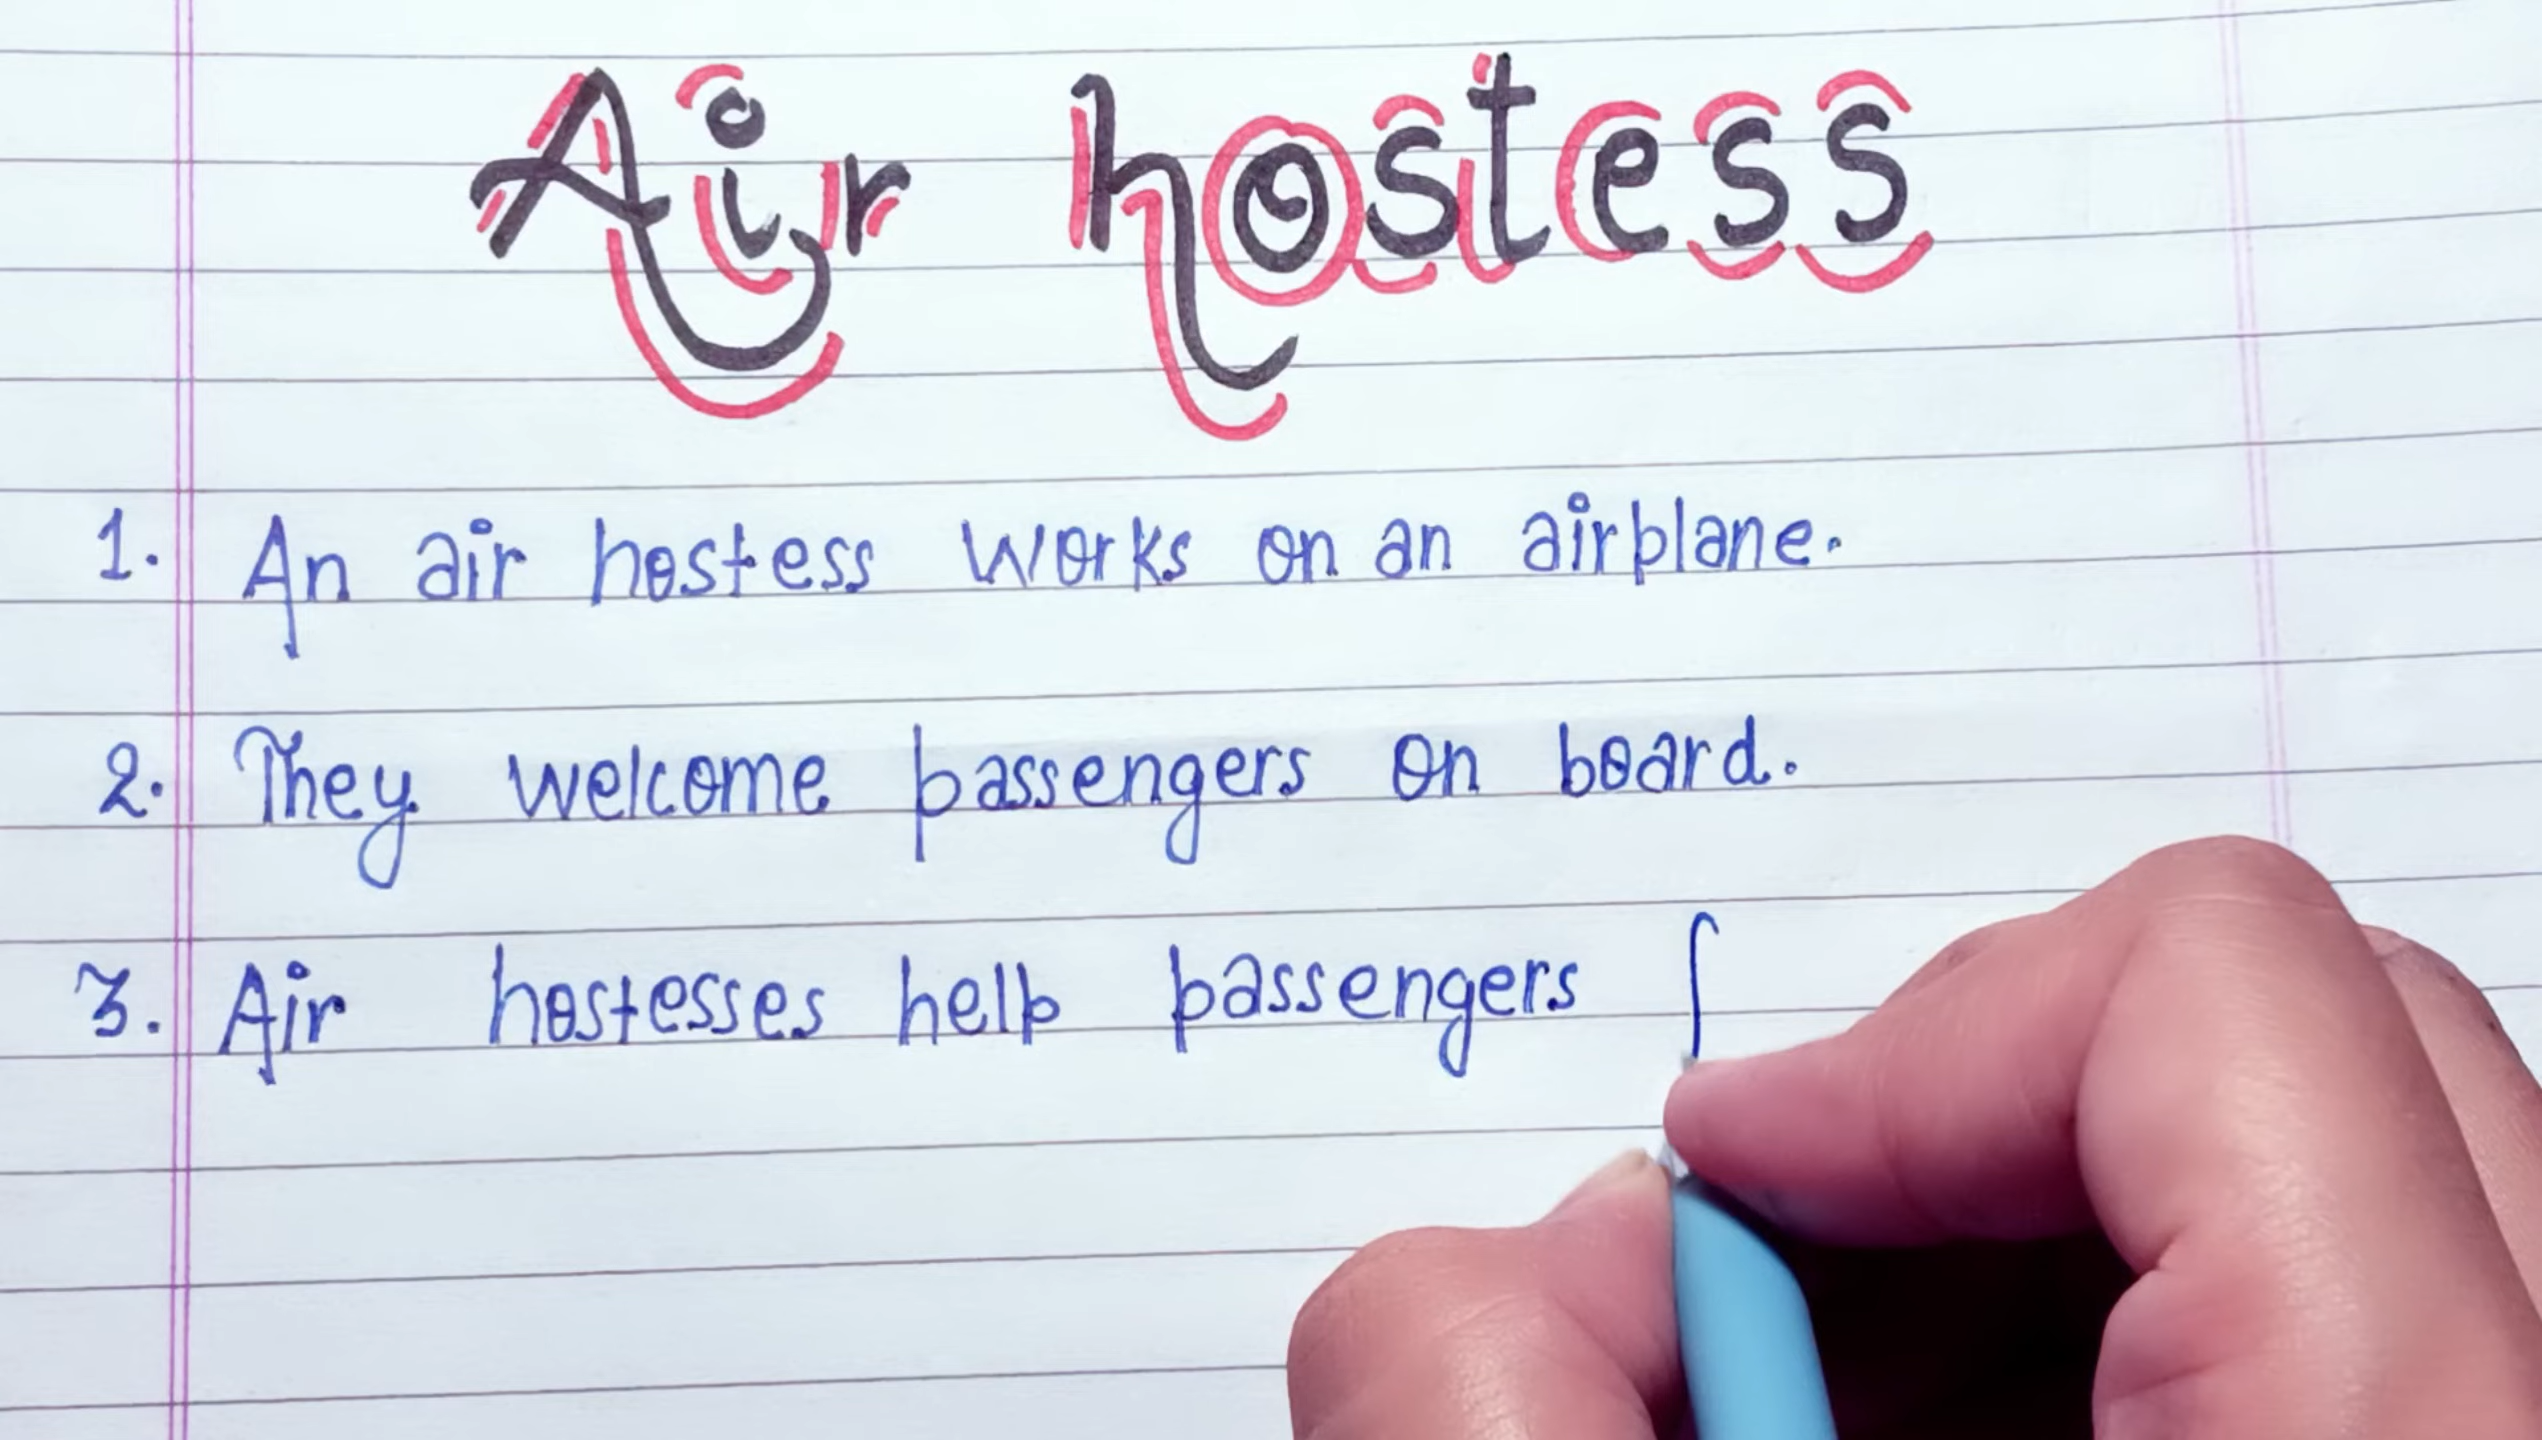 Air hostess
1. An air hostess works on an airplane.
2. They welcome passengers on board.
3. Air hostesses help passengers f